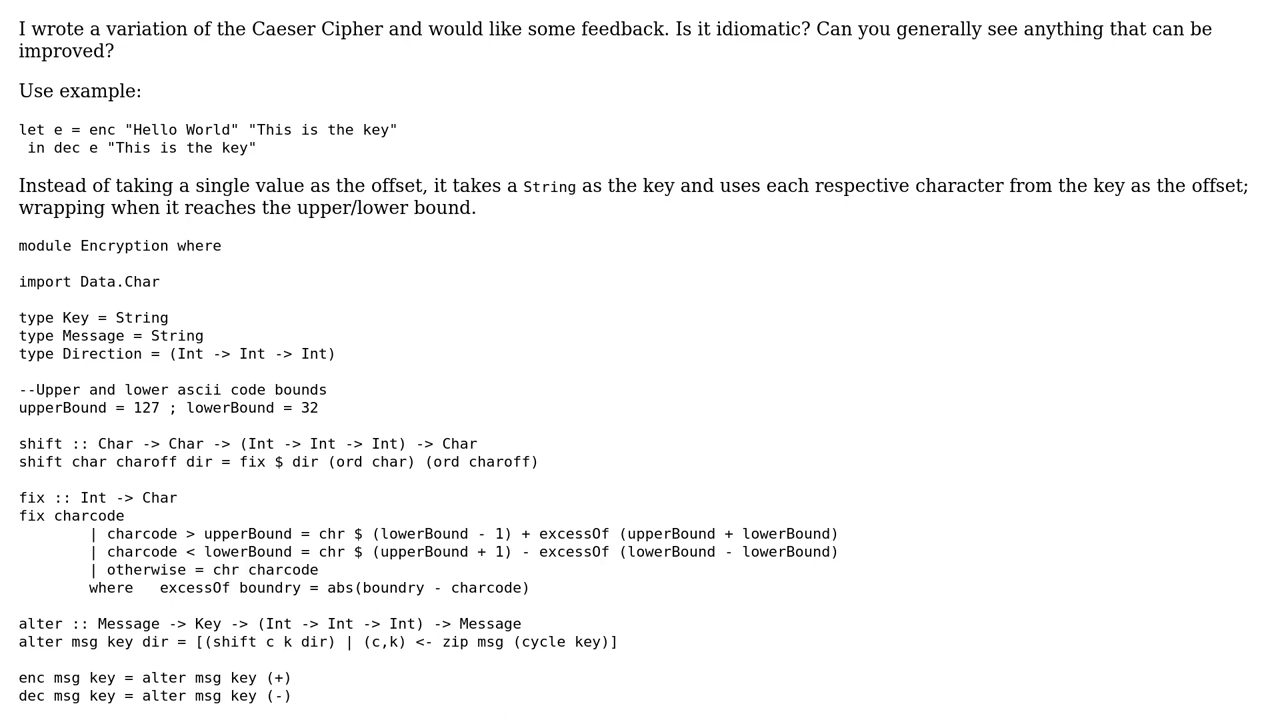 I wrote a variation of the Caeser Cipher and would like some feedback. Is it idiomatic? Can you generally see anything that can be
improved?
Use example:
let e = enc "Hello World" "This is the key"
 in dec e "This is the key"
Instead of taking a single value as the offset, it takes a String as the key and uses each respective character from the key as the offset;
wrapping when it reaches the upper/lower bound.
module Encryption where
import Data.Char
type Key = String
type Message = String
type Direction = (Int -> Int -> Int)
--Upper and lower ascii code bounds
upperBound = 127 ; lowerBound = 32
shift :: Char -> Char -> (Int -> Int -> Int) -> Char
shift char charoff dir = fix $ dir (ord char) (ord charoff)
fix :: Int -> Char
fix charcode
        | charcode > upperBound = chr $ (lowerBound - 1) + excessOf (upperBound + lowerBound)
        | charcode < lowerBound = chr $ (upperBound + 1) - excessOf (lowerBound - lowerBound)
        | otherwise = chr charcode
        where   excessOf boundry = abs(boundry - charcode)
alter :: Message -> Key -> (Int -> Int -> Int) -> Message
alter msg key dir = [(shift c k dir) | (c,k) <- zip msg (cycle key)]
enc msg key = alter msg key (+)
dec msg key = alter msg key (-)